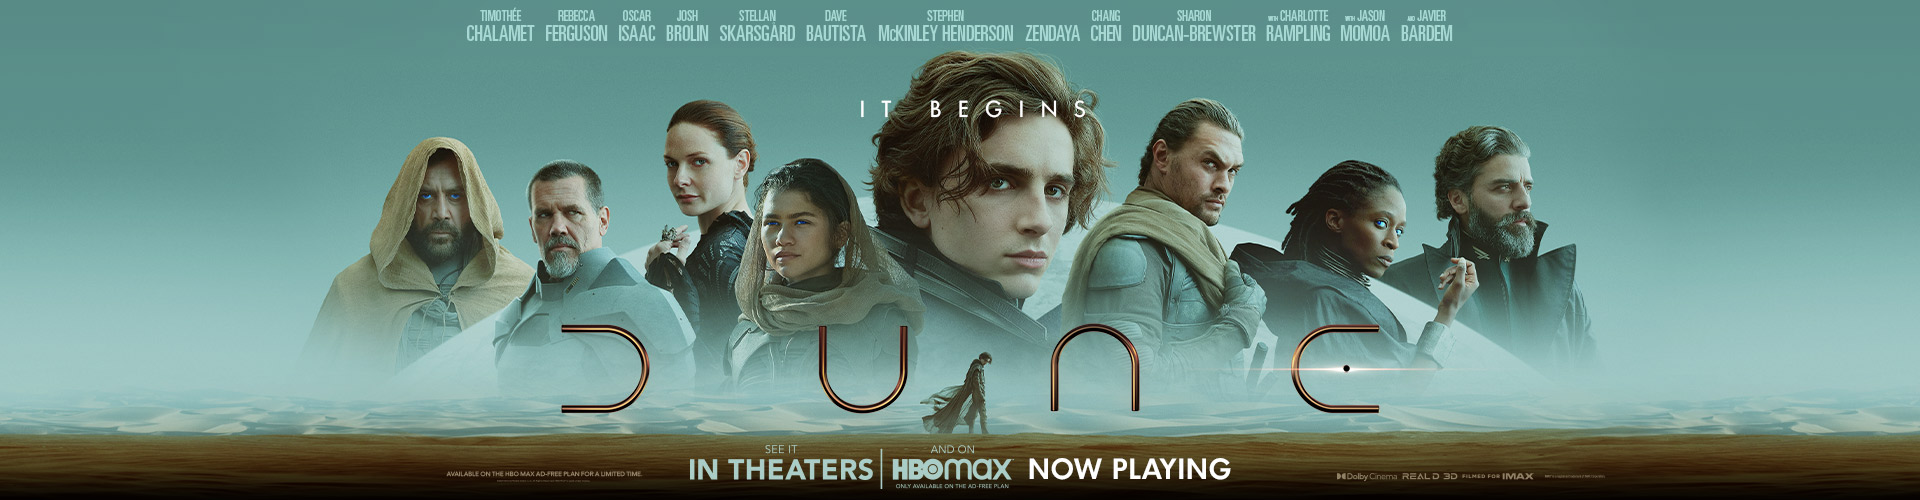 TIMOTHÉE REBECCA OSCAR JOSH STELLAN DAVE STEPHEN CHANG SHARON WITH CHARLOTTE WITH JASON AND JAVIER
CHALAMET FERGUSON ISAAC BROLIN SKARSGÅRD BAUTISTA McKINLEY HENDERSON ZENDAYA CHEN DUNCAN-BREWSTER RAMPLING MOMOA BARDEM
IT BEGINS
DUNE
SEE IT
IN THEATERS
AND ON
HBOmax
ONLY AVAILABLE ON THE AD-FREE PLAN
NOW PLAYING
AVAILABLE ON THE HBO MAX AD-FREE PLAN FOR A LIMITED TIME.
Dolby Cinema REAL D 3D FILMED FOR IMAX